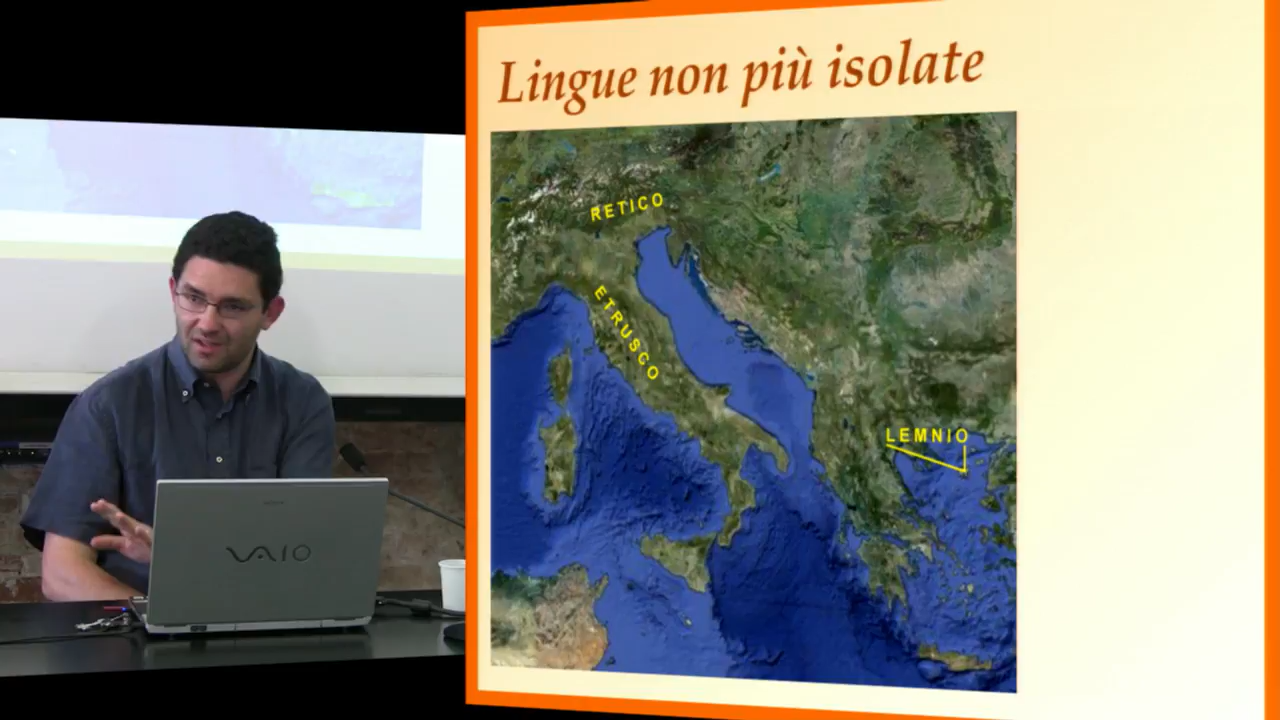 Lingue non più isolate
RETICO
ETRUSCO
LEMNIO
VAIO